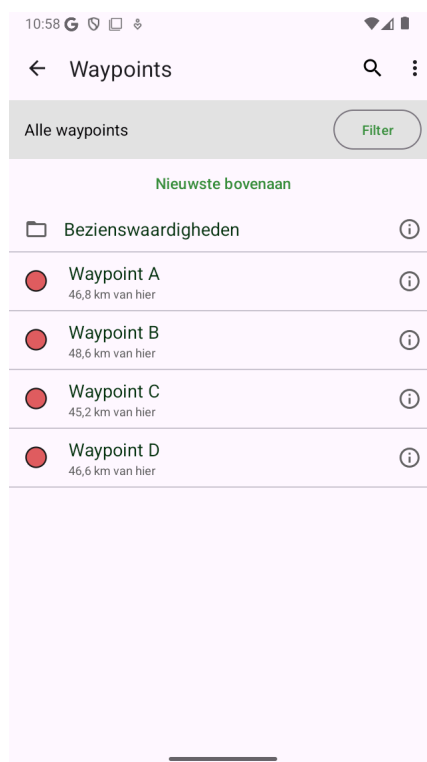 10:58
Waypoints
Alle waypoints
Filter
Nieuwste bovenaan
Bezienswaardigheden
Waypoint A
46,8 km van hier
Waypoint B
48,6 km van hier
Waypoint C
45,2 km van hier
Waypoint D
46,6 km van hier